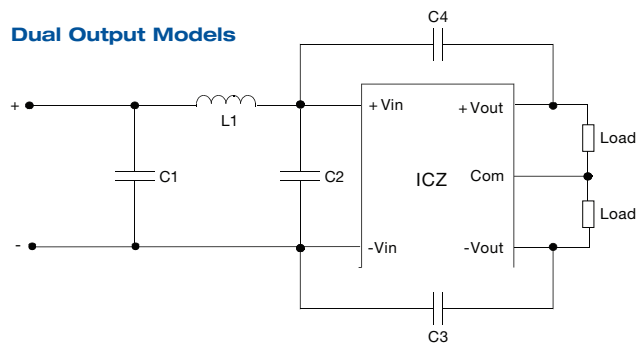 Dual Output Models
C4
+
L1
+ Vin
+ Vout
Load
C1
C2
ICZ
Com
Load
-
-Vin
-Vout
C3